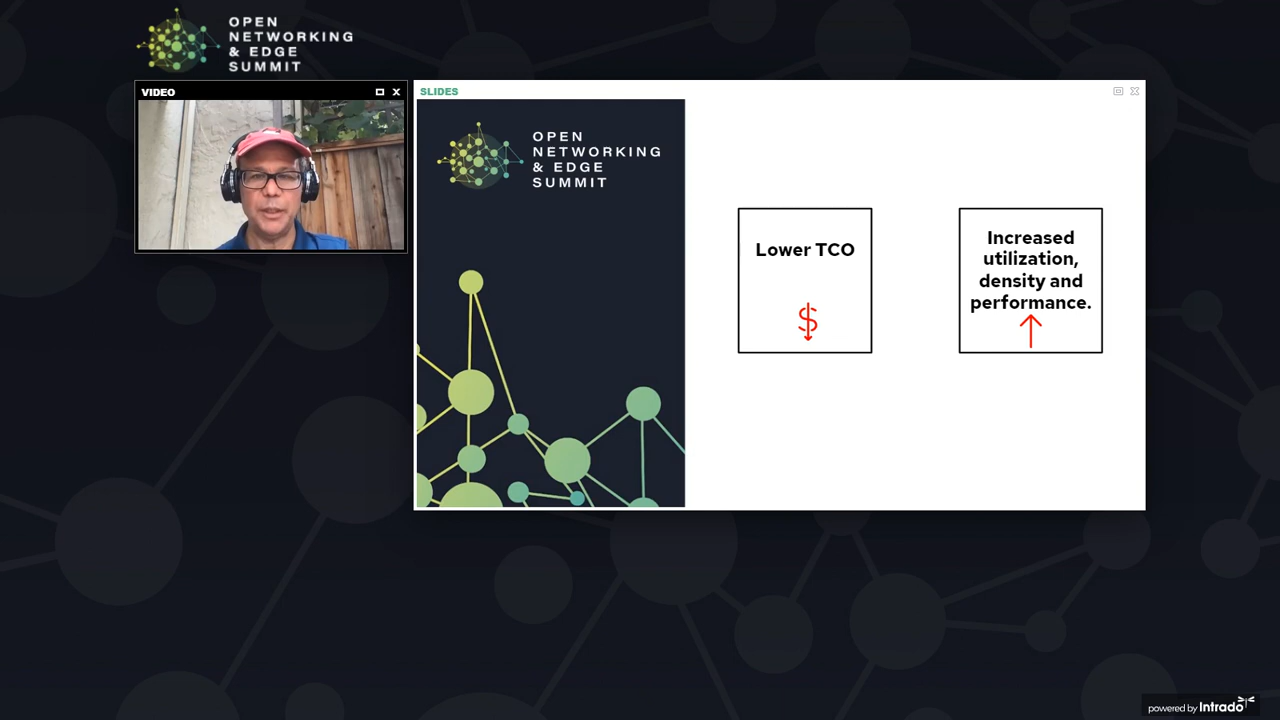 OPEN
NETWORKING
& EDGE
SUMMIT
VIDEO
SLIDES
OPEN
NETWORKING
& EDGE
SUMMIT
Lower TCO
$
Increased
utilization,
density and
performance.
powered by Intrado